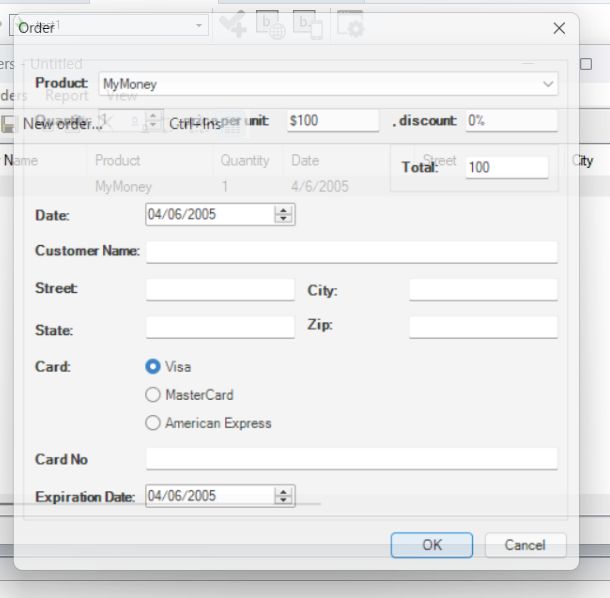 Order
ers - Untitled
Product: MyMoney
ders Report View
Quantity: 1 price per unit: $100 , discount: 0%
New order... Ctrl+Ins
Name Product Quantity Date Street City
Total: 100
MyMoney 1 4/6/2005
Date: 04/06/2005
Customer Name:
Street: City:
State: Zip:
Card: Visa
MasterCard
American Express
Card No
Expiration Date: 04/06/2005
OK Cancel